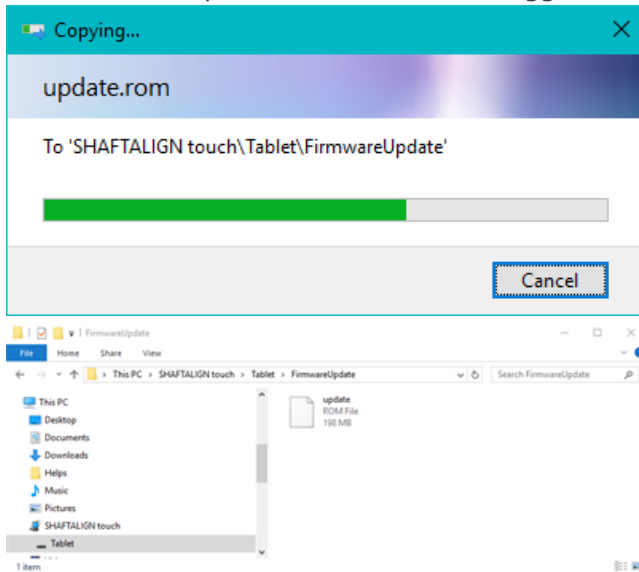 Copying...
update.rom
To 'SHAFTALIGN touch\Tablet\FirmwareUpdate'
Cancel
FirmwareUpdate
File Home Share View
This PC > SHAFTALIGN touch > Tablet > FirmwareUpdate
Search FirmwareUpdate
This PC
Desktop
Documents
Downloads
Helps
Music
Pictures
SHAFTALIGN touch
Tablet
update
ROM File
198 MB
1 item